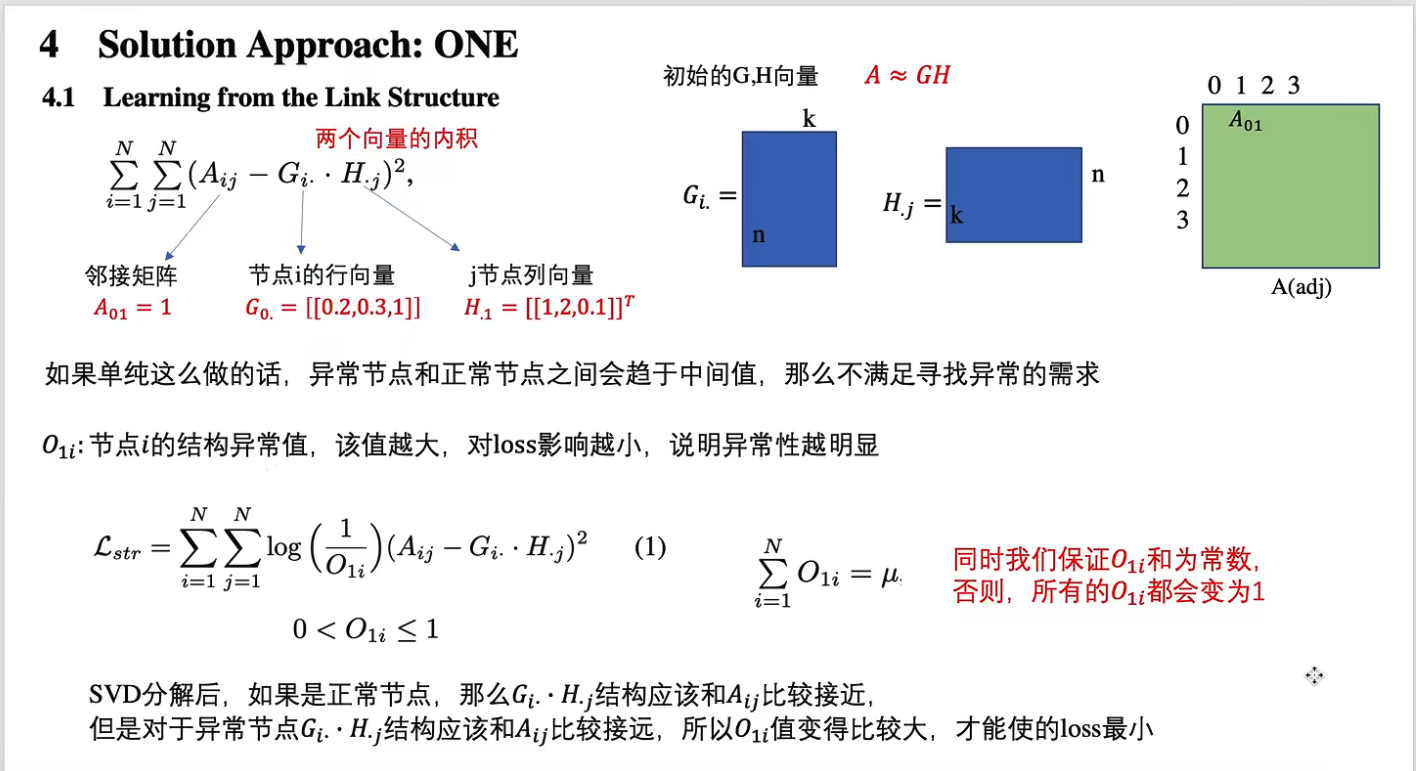 4 Solution Approach: ONE
4.1 Learning from the Link Structure
两个向量的内积
$\sum_{i=1}^{N} \sum_{j=1}^{N} (A_{ij} - G_{i\cdot} \cdot H_{\cdot j})^2,$
邻接矩阵 节点i的行向量 j节点列向量
$A_{01} = 1$ $G_{0.} = [[0.2,0.3,1]]$ $H_{.1} = [[1,2,0.1]]^T$
初始的G,H向量 $A \approx GH$
k
$G_{i.} =$
n
$H_{.j} =$
k
n
0 1 2 3
0
1
2
3
$A_{01}$
A(adj)
如果单纯这么做的话，异常节点和正常节点之间会趋于中间值，那么不满足寻找异常的需求
$O_{1i}$: 节点$i$的结构异常值，该值越大，对loss影响越小，说明异常性越明显
$\mathcal{L}_{str} = \sum_{i=1}^{N} \sum_{j=1}^{N} \log \left( \frac{1}{O_{1i}} \right) (A_{ij} - G_{i\cdot} \cdot H_{\cdot j})^2$ (1)
$0 < O_{1i} \leq 1$
$\sum_{i=1}^{N} O_{1i} = \mu$
同时我们保证$O_{1i}$和为常数，
否则，所有的$O_{1i}$都会变为1
SVD分解后，如果是正常节点，那么$G_{i\cdot} \cdot H_{\cdot j}$结构应该和$A_{ij}$比较接近，
但是对于异常节点$G_{i\cdot} \cdot H_{\cdot j}$结构应该和$A_{ij}$比较接远，所以$O_{1i}$值变得比较大，才能使的loss最小